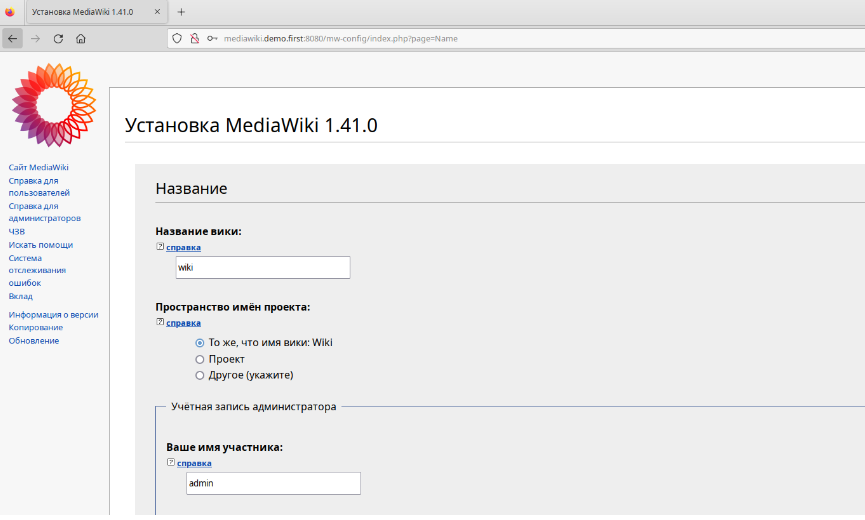 Установка MediaWiki 1.41.0
mediawiki.demo.first:8080/mw-config/index.php?page=Name
Сайт MediaWiki
Справка для
пользователей
Справка для
администраторов
ЧЗВ
Искать помощи
Система
отслеживания
ошибок
Вклад
Информация о версии
Копирование
Обновление
Установка MediaWiki 1.41.0
Название
Название вики:
? справка
wiki
Пространство имён проекта:
? справка
То же, что имя вики: Wiki
Проект
Другое (укажите)
Учётная запись администратора
Ваше имя участника:
? справка
admin